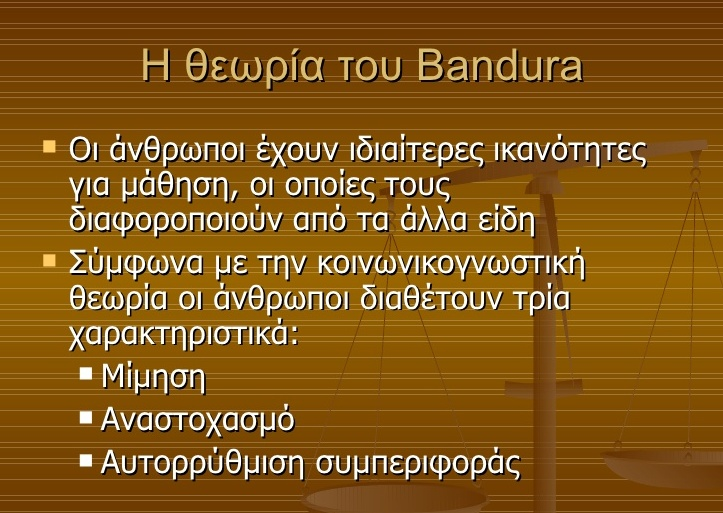 Η θεωρία του Bandura
Οι άνθρωποι έχουν ιδιαίτερες ικανότητες
για μάθηση, οι οποίες τους
διαφοροποιούν από τα άλλα είδη
Σύμφωνα με την κοινωνικογνωστική
θεωρία οι άνθρωποι διαθέτουν τρία
χαρακτηριστικά:
Μίμηση
Αναστοχασμό
Αυτορρύθμιση συμπεριφοράς